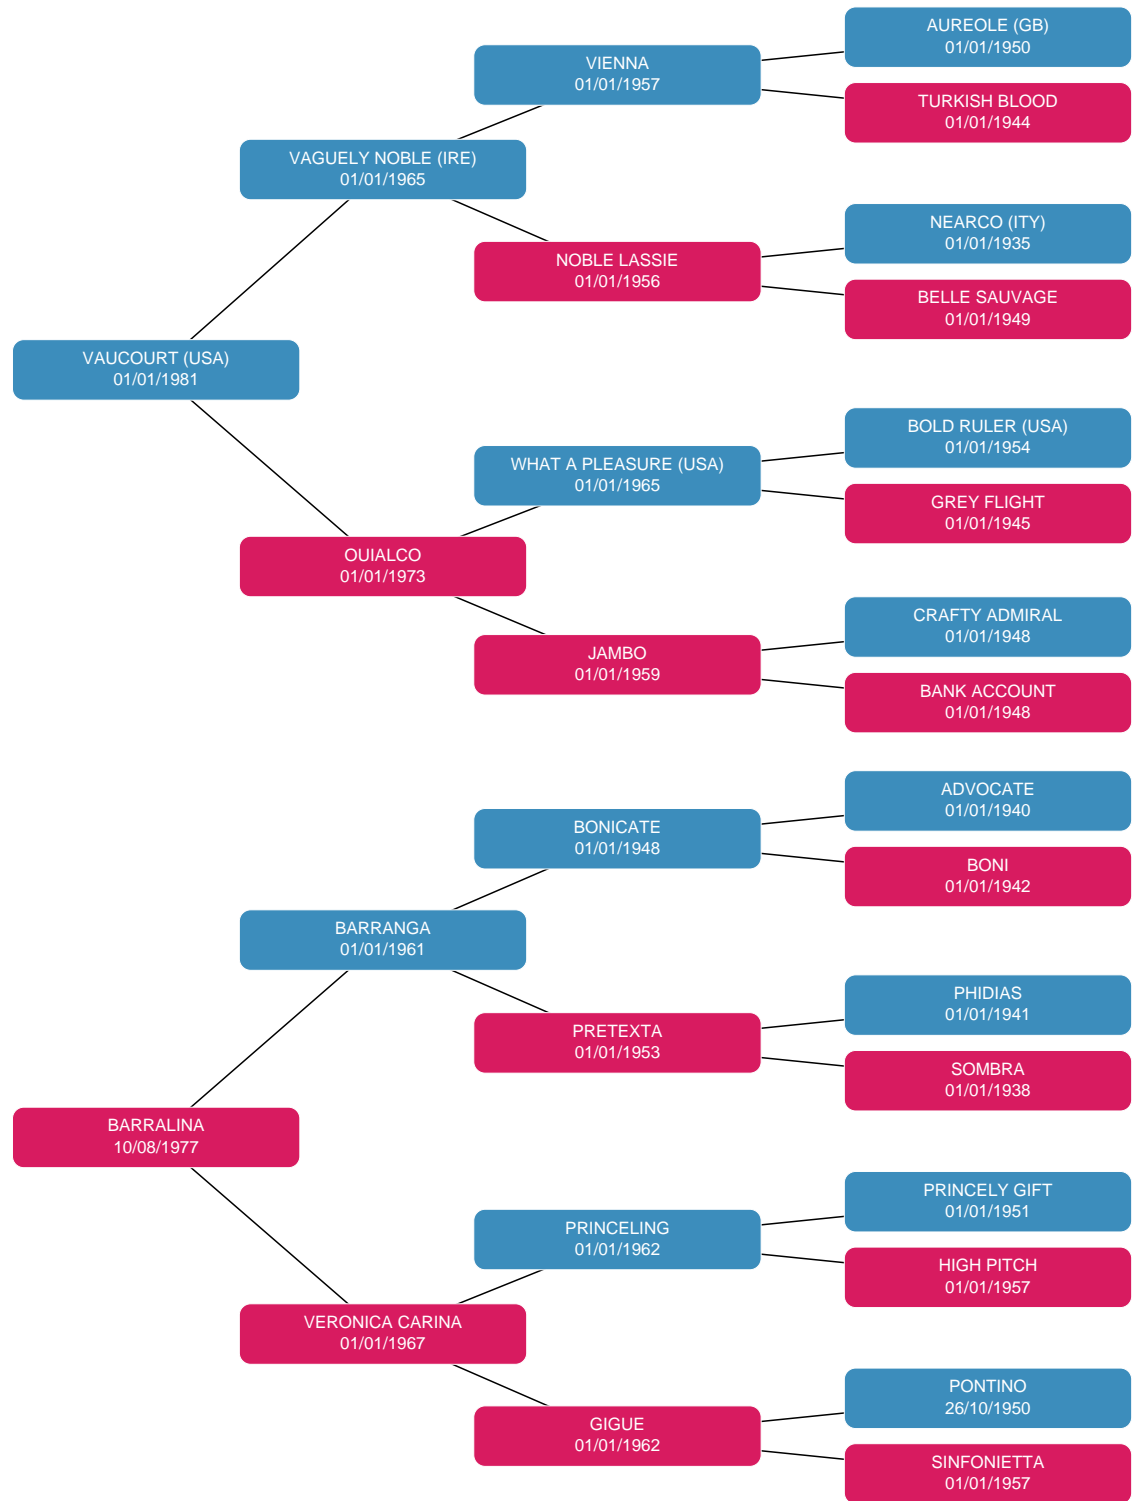 AUREOLE (GB)
01/01/1950
VIENNA
01/01/1957
TURKISH BLOOD
01/01/1944
VAGUELY NOBLE (IRE)
01/01/1965
NEARCO (ITY)
01/01/1935
NOBLE LASSIE
01/01/1956
BELLE SAUVAGE
01/01/1949
VAUCOURT (USA)
01/01/1981
BOLD RULER (USA)
01/01/1954
WHAT A PLEASURE (USA)
01/01/1965
GREY FLIGHT
01/01/1945
OUIALCO
01/01/1973
CRAFTY ADMIRAL
01/01/1948
JAMBO
01/01/1959
BANK ACCOUNT
01/01/1948
ADVOCATE
01/01/1940
BONICATE
01/01/1948
BONI
01/01/1942
BARRANGA
01/01/1961
PHIDIAS
01/01/1941
PRETEXTA
01/01/1953
SOMBRA
01/01/1938
BARRALINA
10/08/1977
PRINCELY GIFT
01/01/1951
PRINCELING
01/01/1962
HIGH PITCH
01/01/1957
VERONICA CARINA
01/01/1967
PONTINO
26/10/1950
GIGUE
01/01/1962
SINFONIETTA
01/01/1957